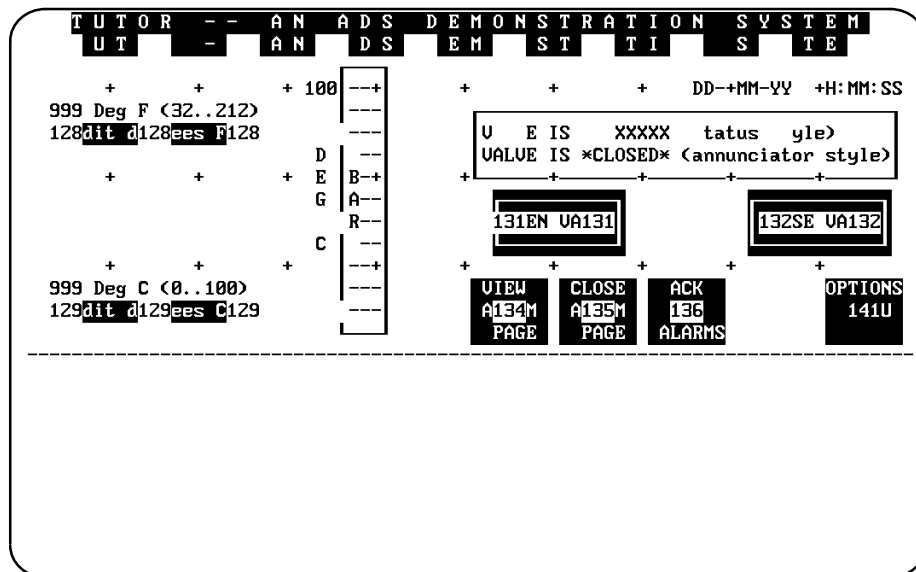 T U T O R - - A N A D S D E M O N S T R A T I O N S Y S T E M
U T - A N D S E M S T T I S T E
+ + + 100 --+ + + + DD-+MM-YY +H:MM:SS
999 Deg F (32..212) ---
128dit d128ees F128 ---
V E IS XXXXX tatus yle)
D --
VALVE IS *CLOSED* (annunciator style)
+ + + E B-+ + + + + +
G A--
R--
131EN VA131 132SE VA132
C --
+ + + --+ + + + + +
999 Deg C (0..100) --- VIEW CLOSE ACK OPTIONS
129dit d129ees C129 --- A134M A135M 136 141U
PAGE PAGE ALARMS